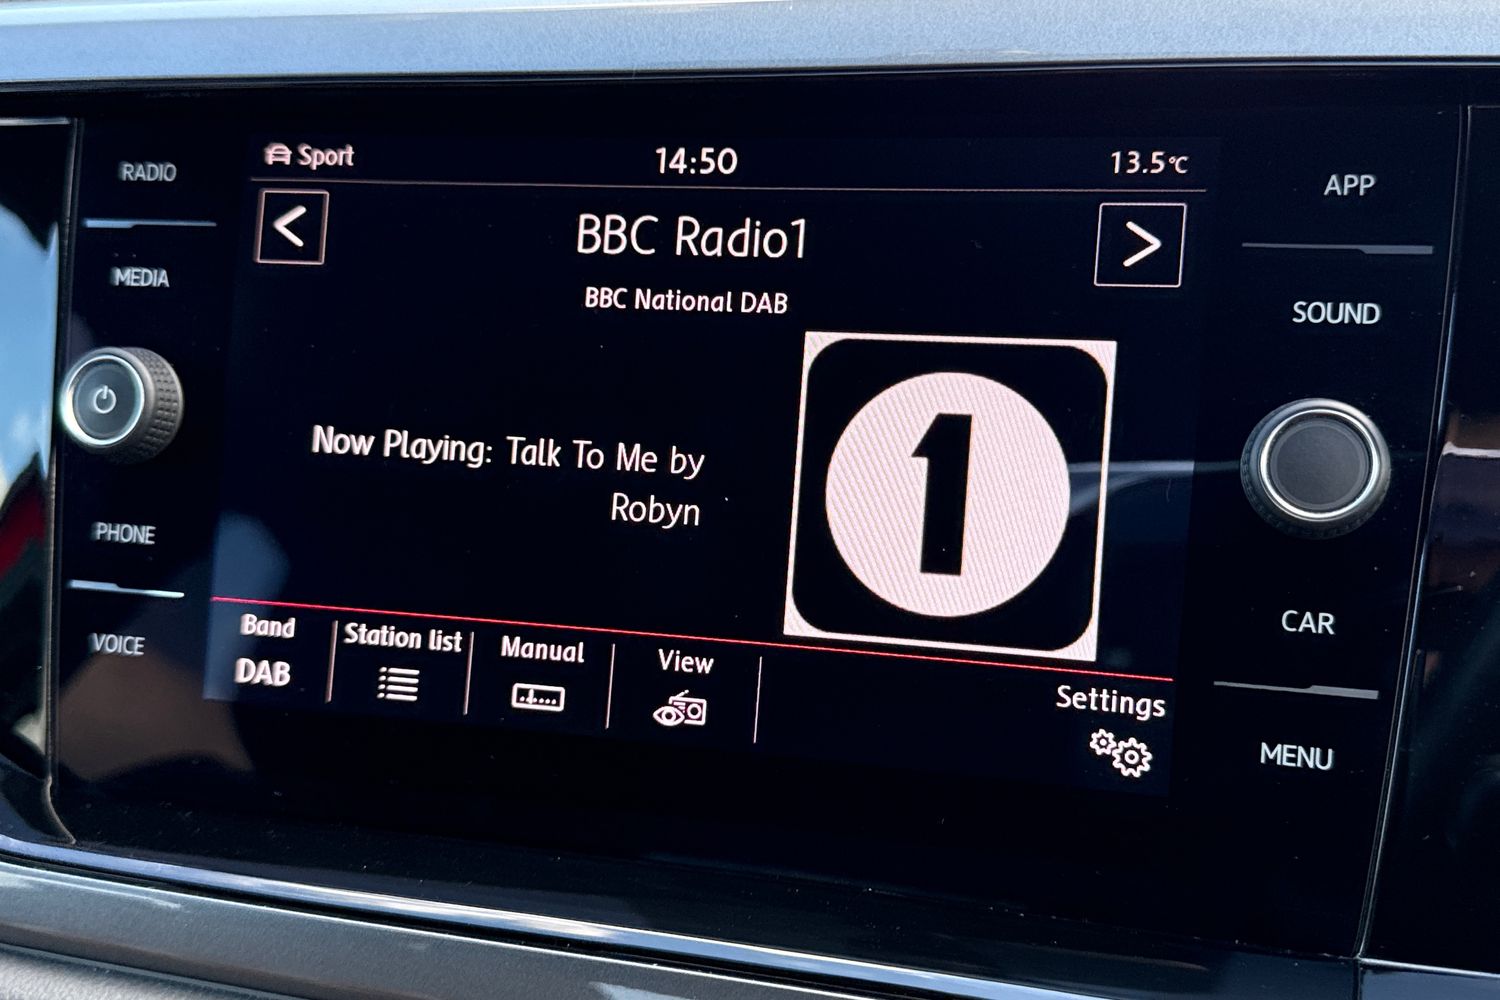 RADIO
MEDIA
PHONE
VOICE
Sport
14:50
13.5°C
<
BBC Radio1
>
BBC National DAB
Now Playing: Talk To Me by
Robyn
1
Band
DAB
Station list
Manual
View
Settings
APP
SOUND
CAR
MENU